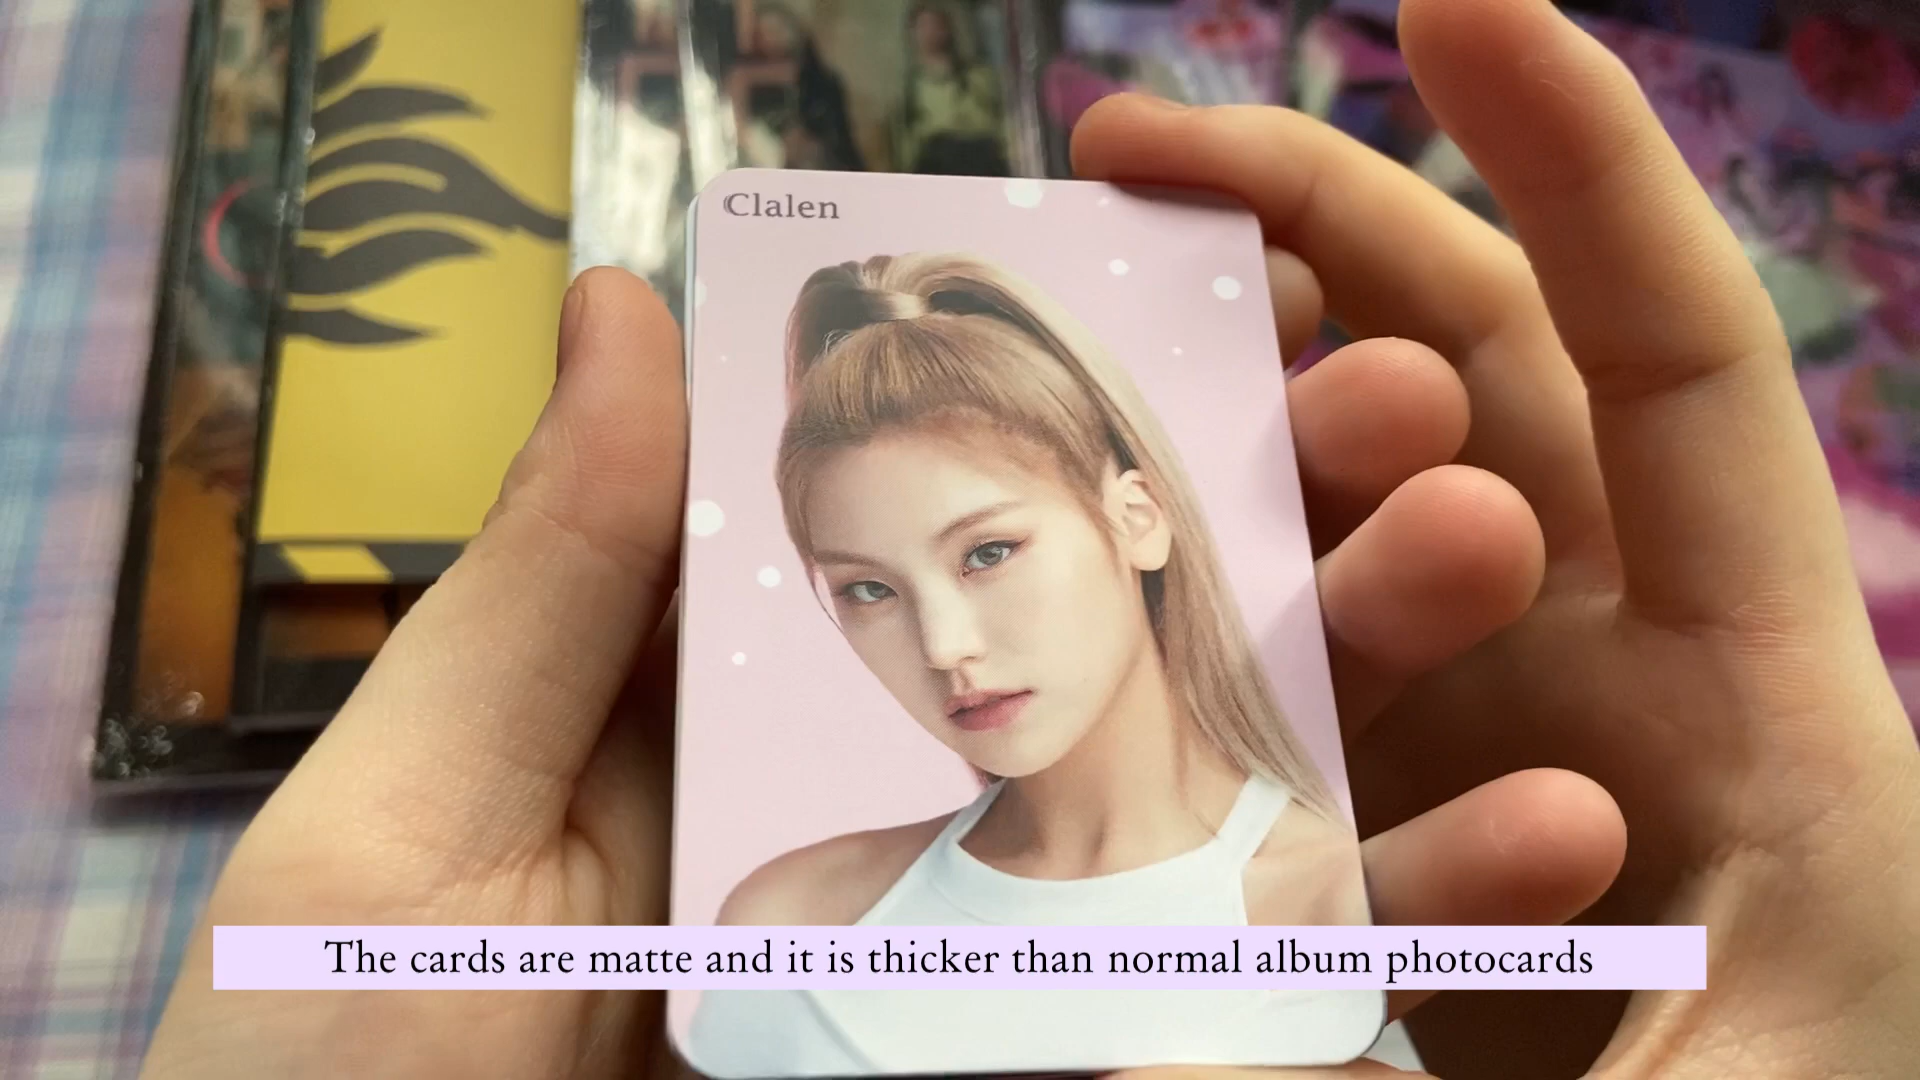 Clalen
The cards are matte and it is thicker than normal album photocards